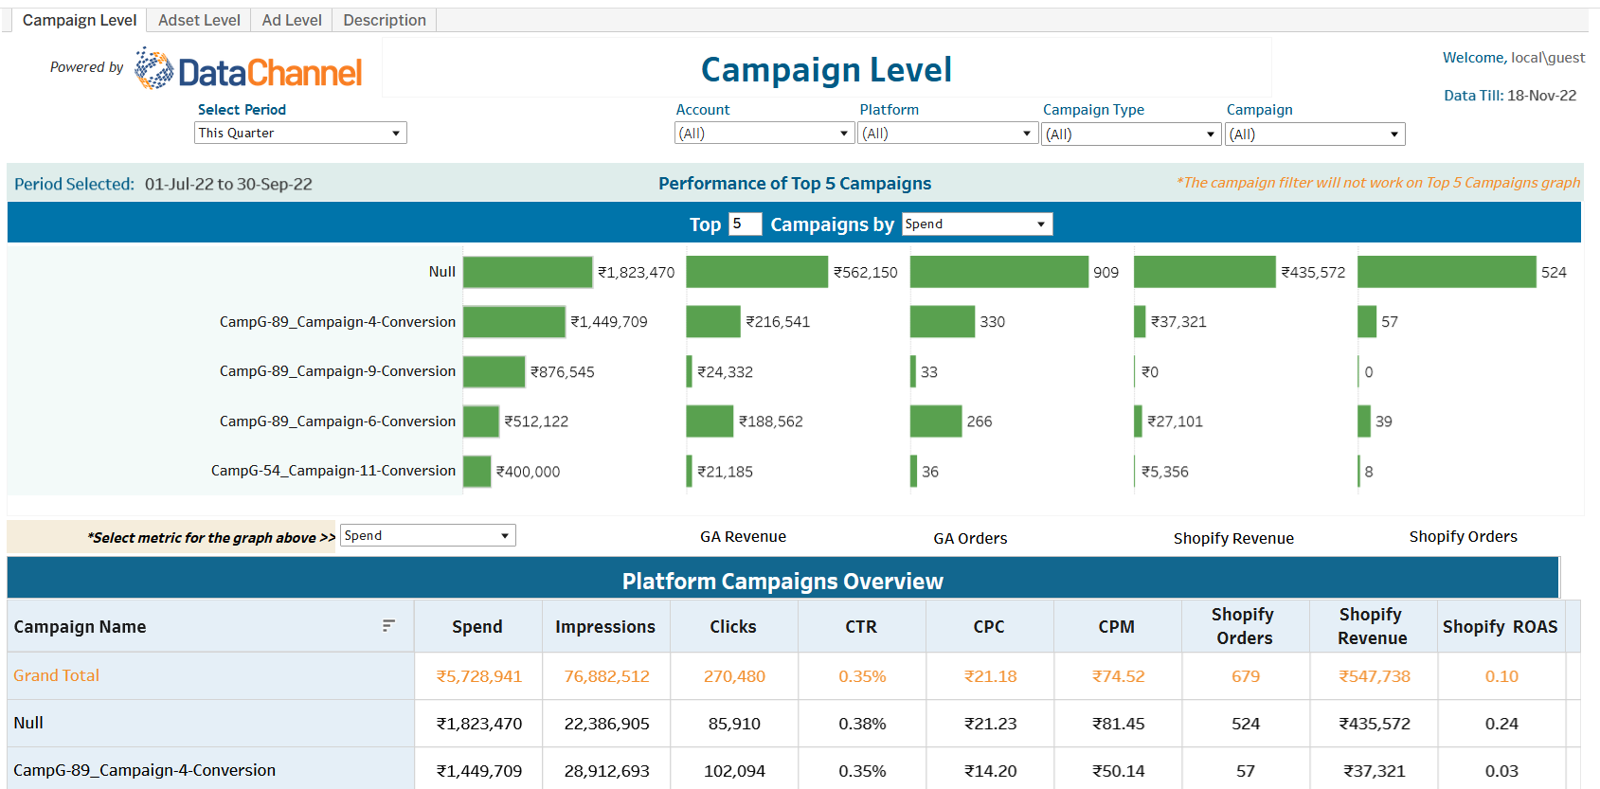 Campaign Level Adset Level Ad Level Description
Powered by DataChannel
Campaign Level
Welcome, local\guest
Data Till: 18-Nov-22
Select Period Account Platform Campaign Type Campaign
This Quarter (All) (All) (All) (All)
Period Selected: 01-Jul-22 to 30-Sep-22 Performance of Top 5 Campaigns *The campaign filter will not work on Top 5 Campaigns graph
Top 5 Campaigns by Spend
Null ₹1,823,470 ₹562,150 909 ₹435,572 524
CampG-89_Campaign-4-Conversion ₹1,449,709 ₹216,541 330 ₹37,321 57
CampG-89_Campaign-9-Conversion ₹876,545 ₹24,332 33 ₹0 0
CampG-89_Campaign-6-Conversion ₹512,122 ₹188,562 266 ₹27,101 39
CampG-54_Campaign-11-Conversion ₹400,000 ₹21,185 36 ₹5,356 8
*Select metric for the graph above >> Spend GA Revenue GA Orders Shopify Revenue Shopify Orders
Platform Campaigns Overview
Campaign Name Spend Impressions Clicks CTR CPC CPM Shopify Orders Shopify Revenue Shopify ROAS
Grand Total ₹5,728,941 76,882,512 270,480 0.35% ₹21.18 ₹74.52 679 ₹547,738 0.10
Null ₹1,823,470 22,386,905 85,910 0.38% ₹21.23 ₹81.45 524 ₹435,572 0.24
CampG-89_Campaign-4-Conversion ₹1,449,709 28,912,693 102,094 0.35% ₹14.20 ₹50.14 57 ₹37,321 0.03